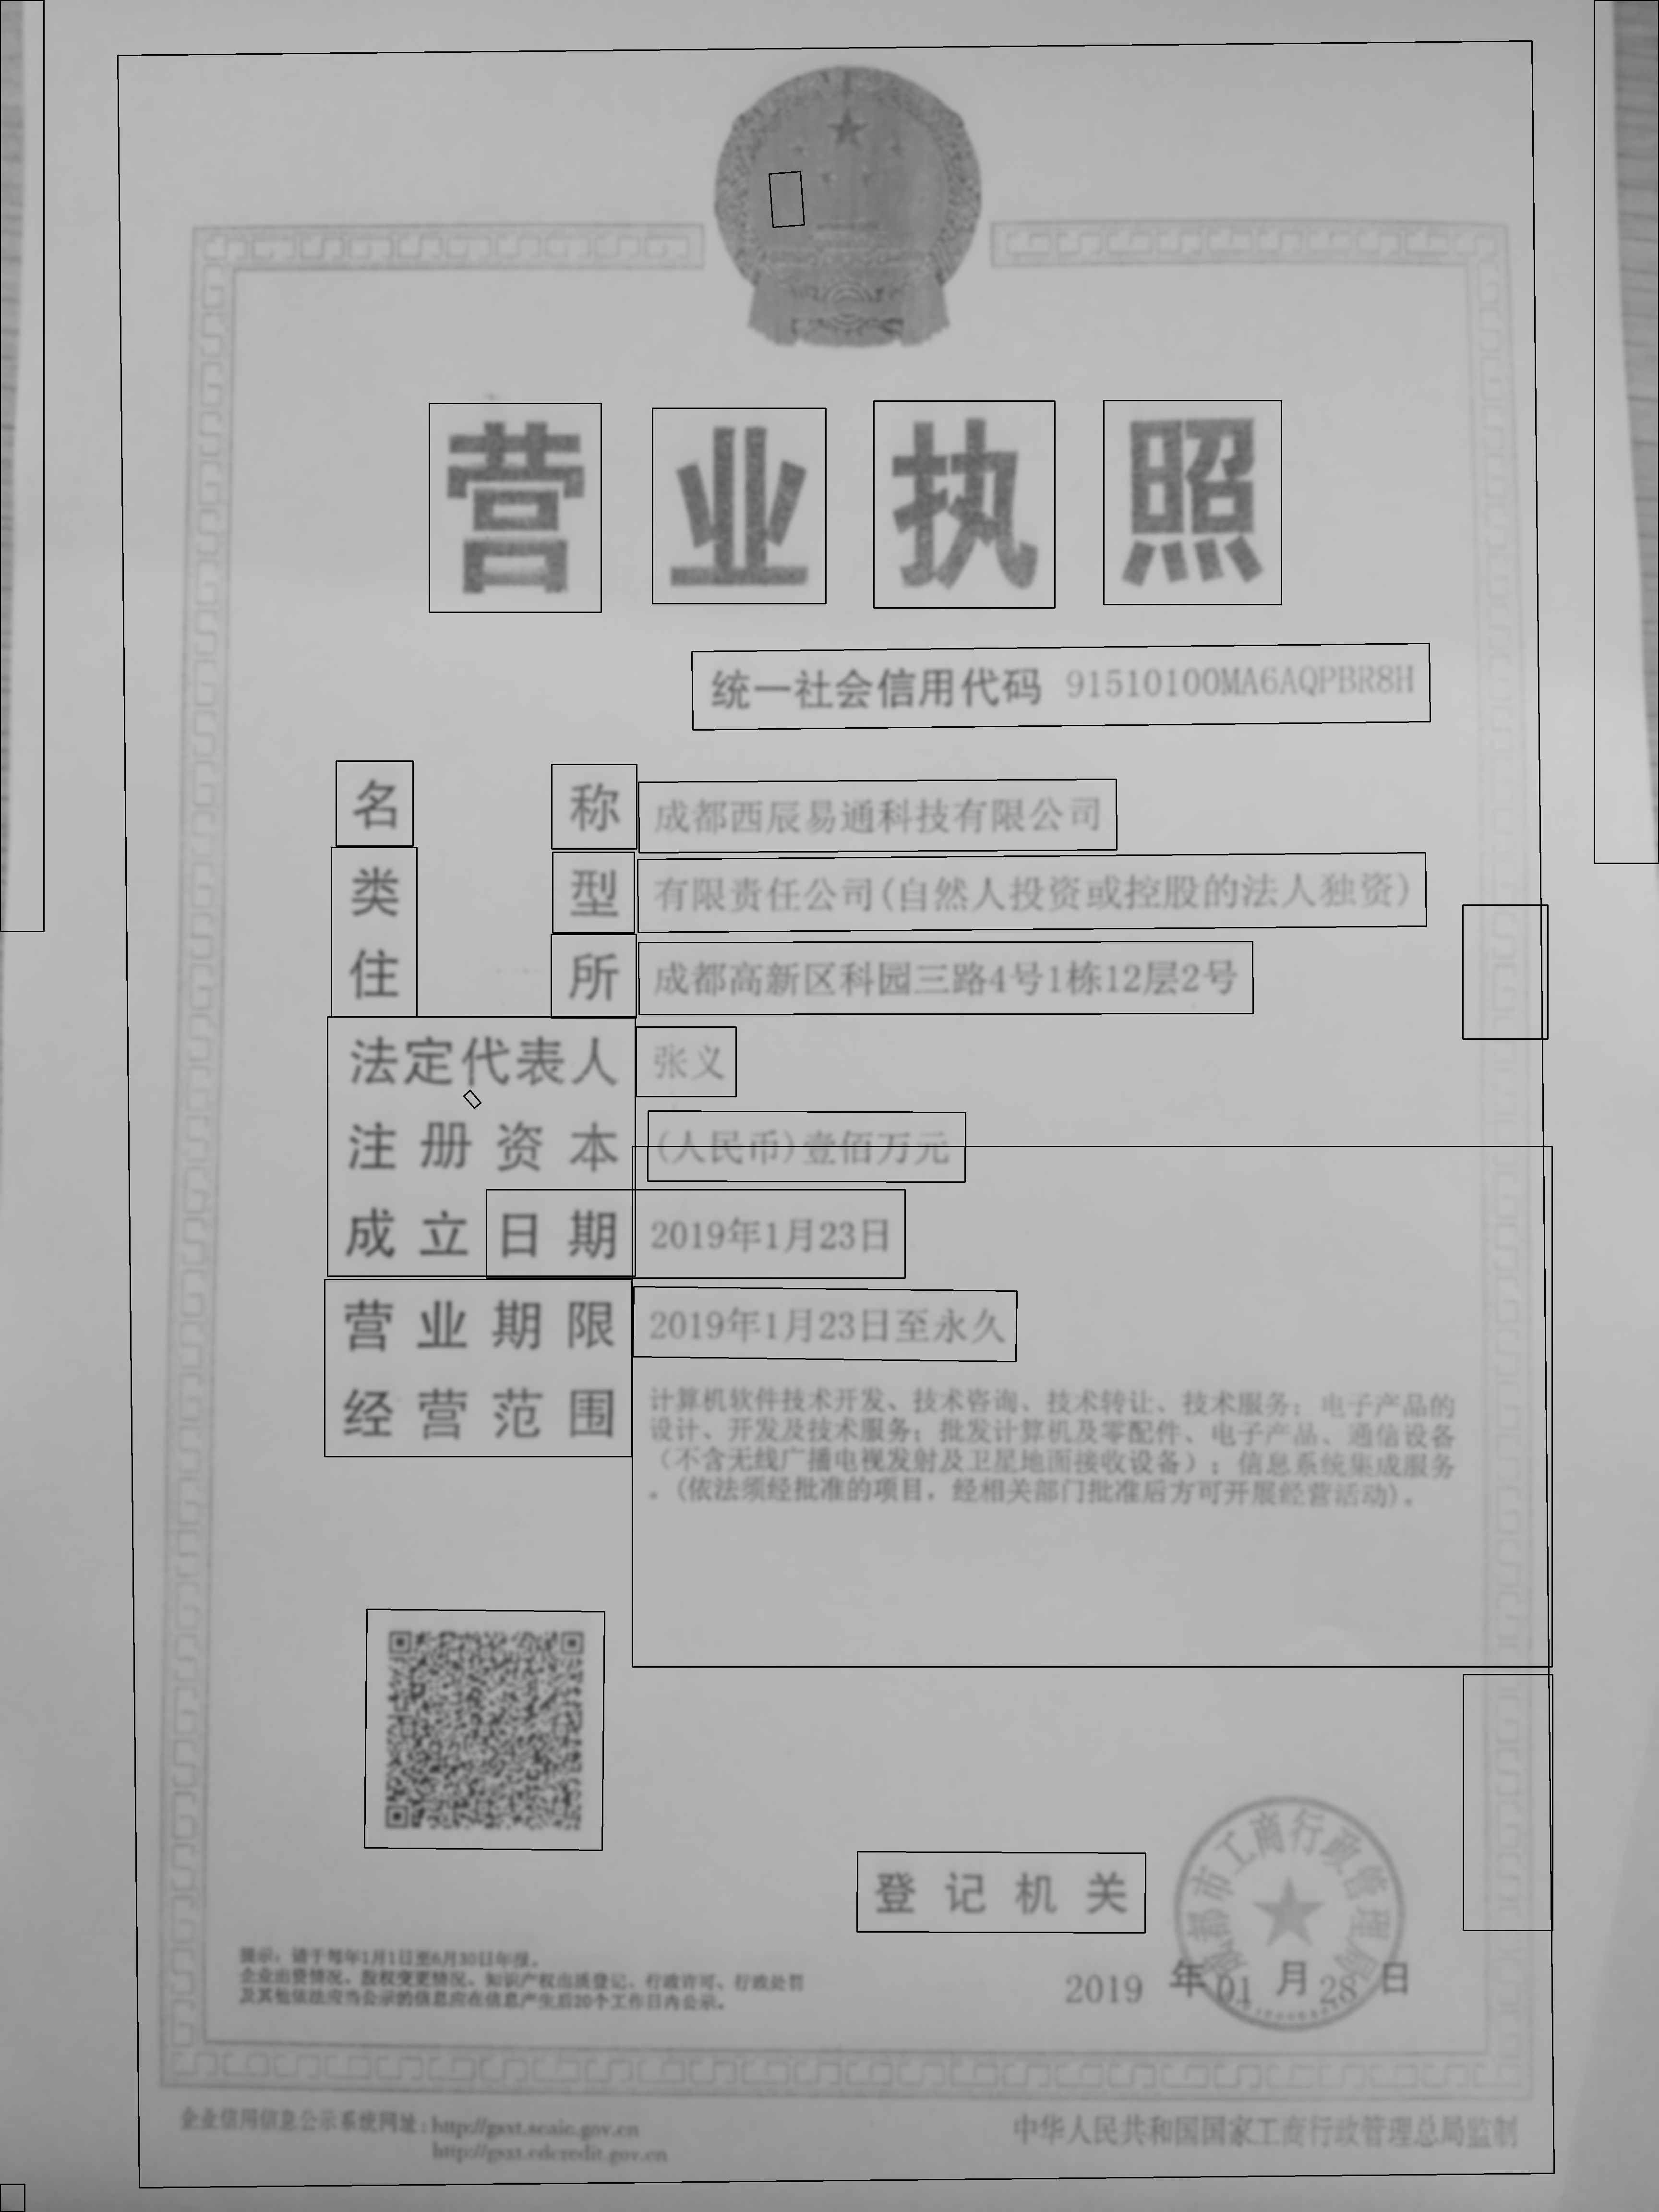 营业执照
统一社会信用代码 91510100MA6AQPBR8H
名称 成都西辰易通科技有限公司
类型 有限责任公司(自然人投资或控股的法人独资)
住所 成都高新区科园三路4号1栋12层2号
法定代表人 张义
注册资本 (人民币)壹佰万元
成立日期 2019年1月23日
营业期限 2019年1月23日至永久
经营范围 计算机软件技术开发、技术咨询、技术转让、技术服务；电子产品的
设计、开发及技术服务；批发计算机及零配件、电子产品、通信设备
（不含无线广播电视发射及卫星地面接收设备）；信息系统集成服务
。(依法须经批准的项目，经相关部门批准后方可开展经营活动)。
登记机关
成都市工商行政管理局
2019 年 01 月 28 日
提示：请于每年1月1日至6月30日年报。
企业出资情况、股权变更情况、知识产权出质登记、行政许可、行政处罚
及其他依法应当公示的信息应在信息产生后20个工作日内公示。
企业信用信息公示系统网址：http://gsxt.scaic.gov.cn
http://gsxt.cdcredit.gov.cn
中华人民共和国国家工商行政管理总局监制